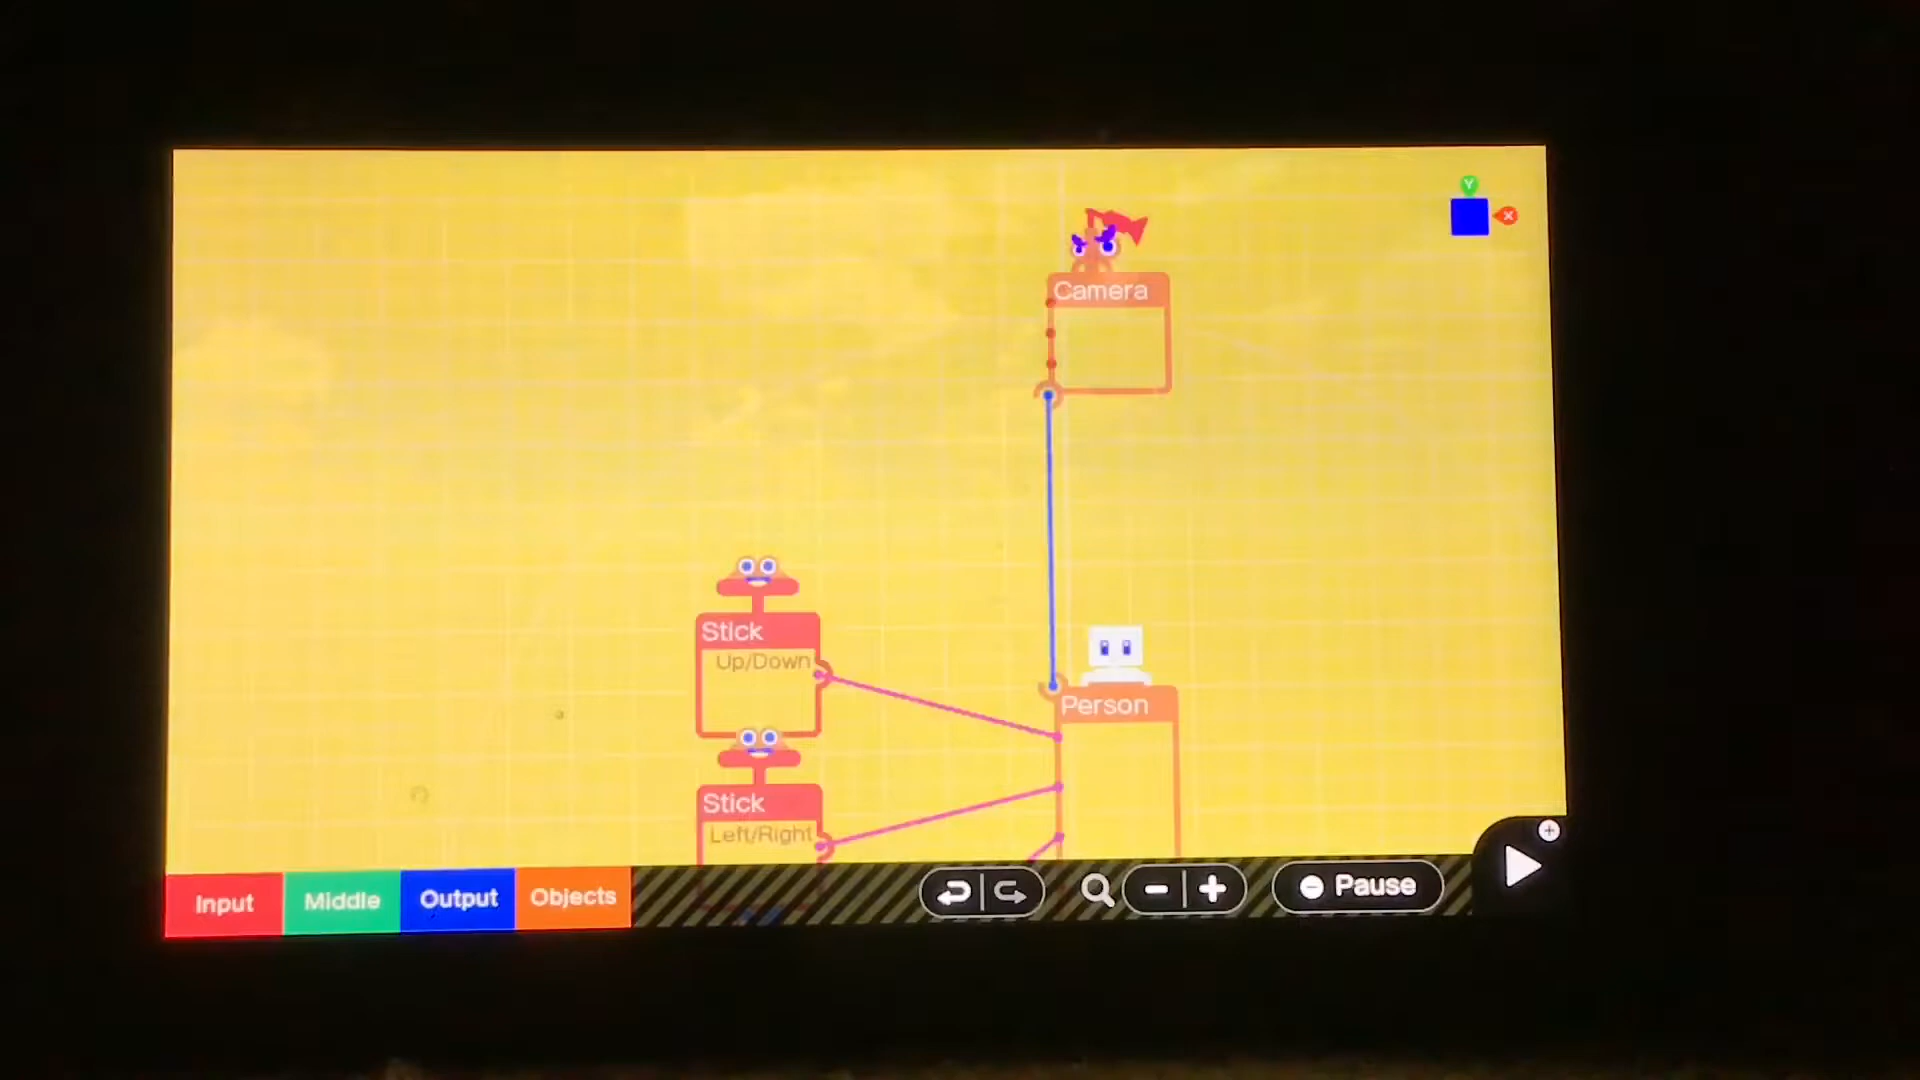 Y
X
Camera
Stick
Up/Down
Person
Stick
Left/Right
Input
Middle
Output
Objects
Pause